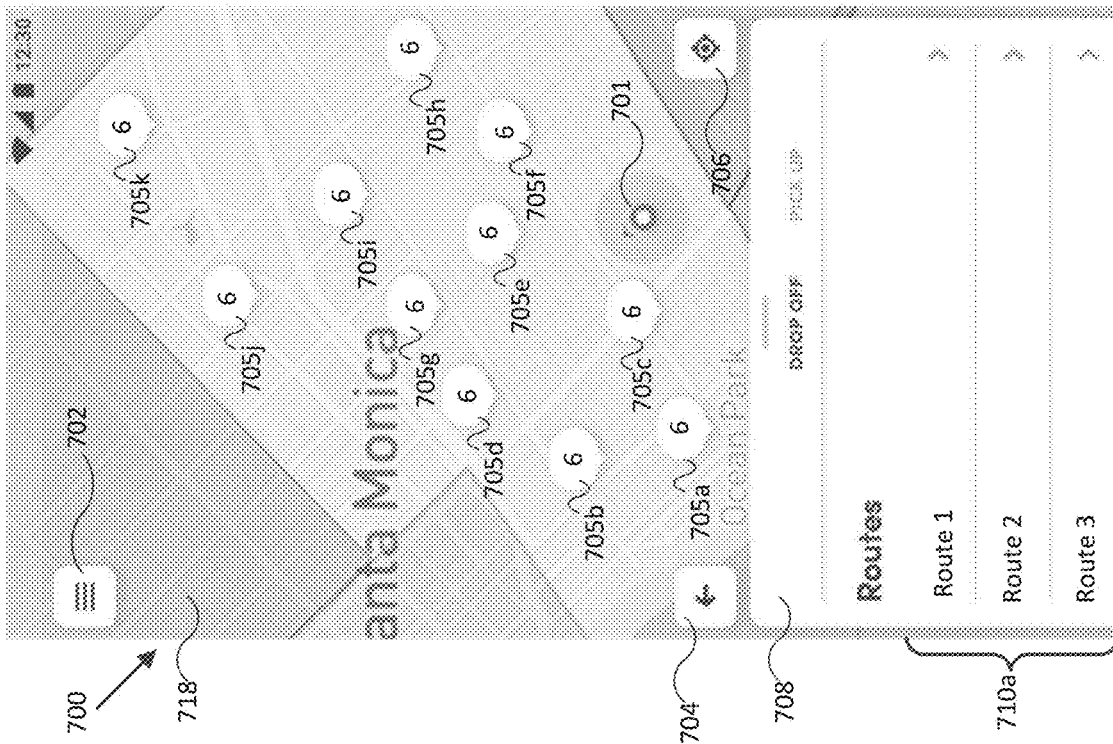 700
12:30
702
718
6
705k
6
705j
6
705i
6
705h
anta Monica
6
705g
6
705f
6
705e
6
705d
6
705c
701
6
705b
6
705a
Ocean Park
704
706
708
DROP OFF
PICK UP
Routes
Route 1
Route 2
Route 3
710a